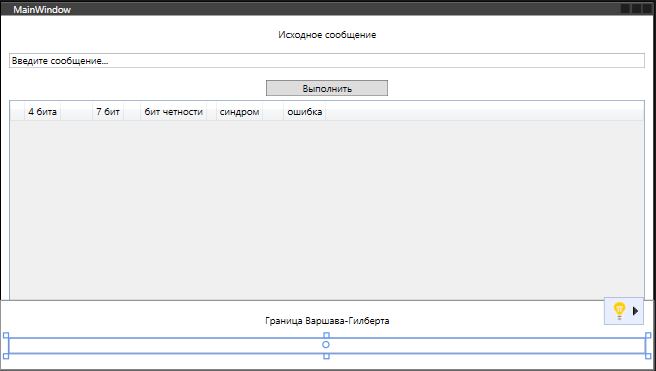 MainWindow
Исходное сообщение
Введите сообщение...
Выполнить
4 бита 7 бит бит четности синдром ошибка
Граница Варшава-Гилберта